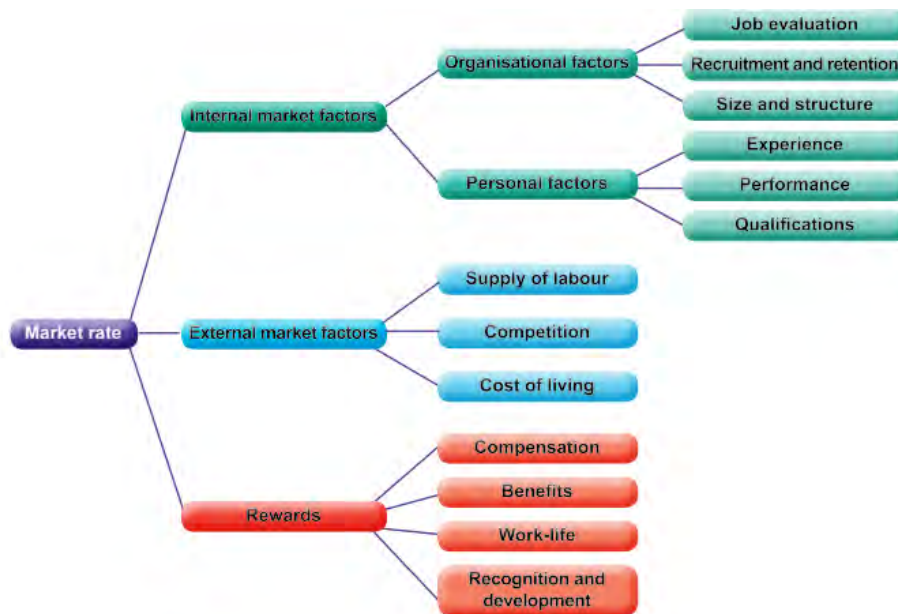 Market rate
Internal market factors
Organisational factors
Job evaluation
Recruitment and retention
Size and structure
Personal factors
Experience
Performance
Qualifications
External market factors
Supply of labour
Competition
Cost of living
Rewards
Compensation
Benefits
Work-life
Recognition and
development